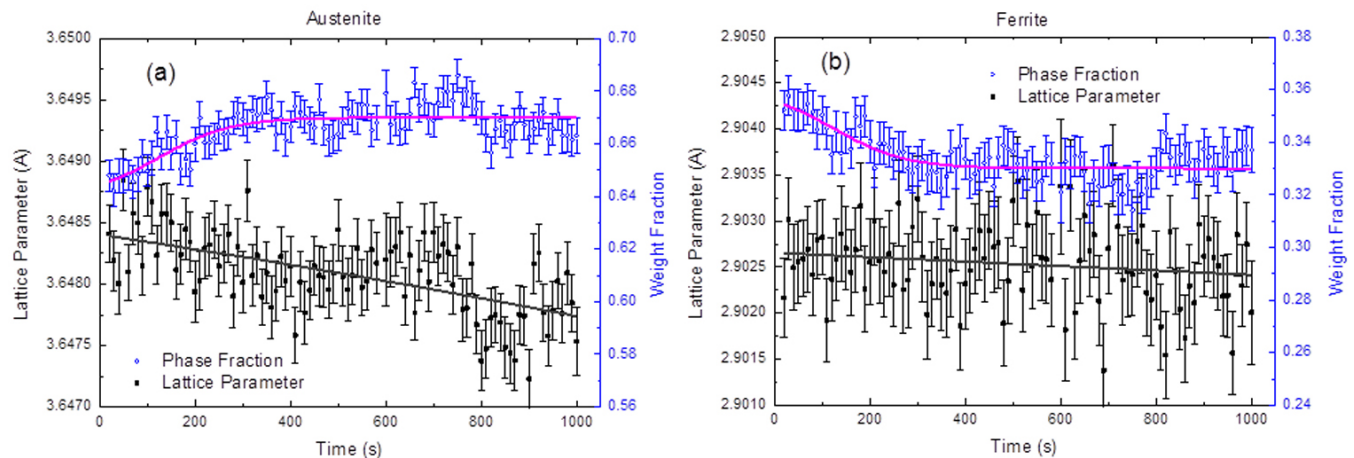 Austenite
3.6500
3.6495
3.6490
3.6485
3.6480
3.6475
3.6470
Lattice Parameter (A)
(a)
Phase Fraction
Lattice Parameter
0.70
0.68
0.66
0.64
0.62
0.60
0.58
0.56
Weight Fraction
0 200 400 600 800 1000
Time (s)
Ferrite
2.9050
2.9045
2.9040
2.9035
2.9030
2.9025
2.9020
2.9015
2.9010
Lattice Parameter (A)
(b)
Phase Fraction
Lattice Parameter
0.38
0.36
0.34
0.32
0.30
0.28
0.26
0.24
Weight Fraction
0 200 400 600 800 1000
Time (s)